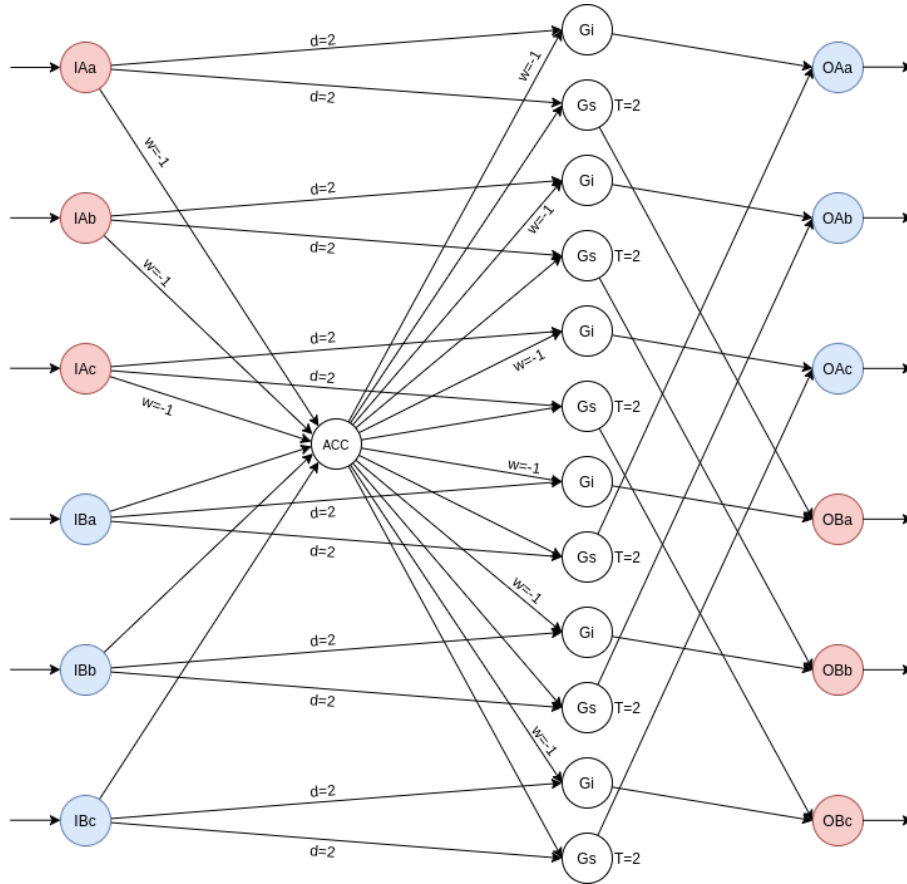 Gi
d=2
w=-1
IAa
OAa
d=2
Gs T=2
w=-1
Gi
d=2
IAb
w=-1
OAb
d=2
Gs T=2
w=-1
d=2
Gi
w=-1
IAc
OAc
d=2
w=-1
Gs T=2
ACC
w=-1
Gi
d=2
IBa
OBa
d=2
Gs T=2
w=-1
Gi
d=2
IBb
OBb
d=2
Gs T=2
w=-1
Gi
d=2
IBc
OBc
d=2
Gs T=2